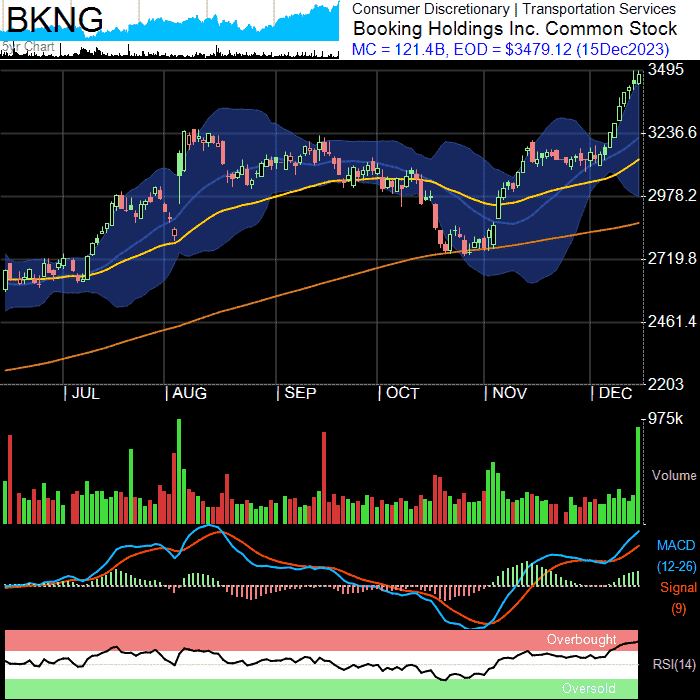 BKNG
5yr Chart
Consumer Discretionary | Transportation Services
Booking Holdings Inc. Common Stock
MC = 121.4B, EOD = $3479.12 (15Dec2023)
3495
3236.6
2978.2
2719.8
2461.4
2203
| JUL | AUG | SEP | OCT | NOV | DEC
975k
Volume
MACD
(12-26)
Signal
(9)
Overbought
RSI(14)
Oversold